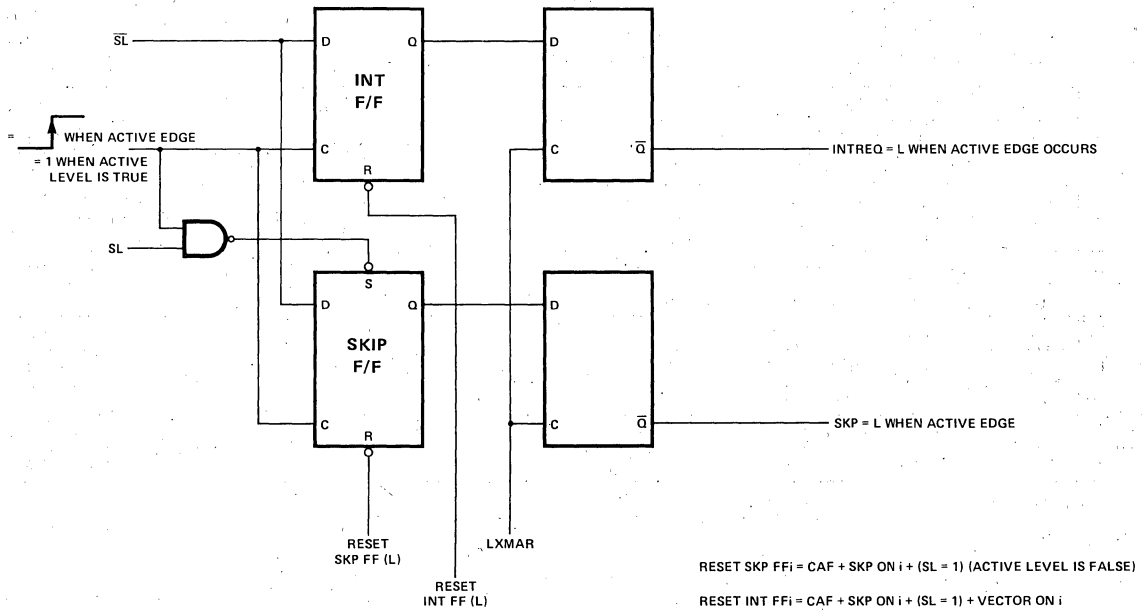 SL
D
Q
INT
F/F
D
=
WHEN ACTIVE EDGE
= 1 WHEN ACTIVE
LEVEL IS TRUE
C
R
C
Q
INTREQ = L WHEN ACTIVE EDGE OCCURS
SL
S
D
Q
SKIP
F/F
D
C
R
C
Q
SKP = L WHEN ACTIVE EDGE
RESET
SKP FF (L)
LXMAR
RESET
INT FF (L)
RESET SKP FFi = CAF + SKP ON i + (SL = 1) (ACTIVE LEVEL IS FALSE)
RESET INT FFi = CAF + SKP ON i + (SL = 1) + VECTOR ON i